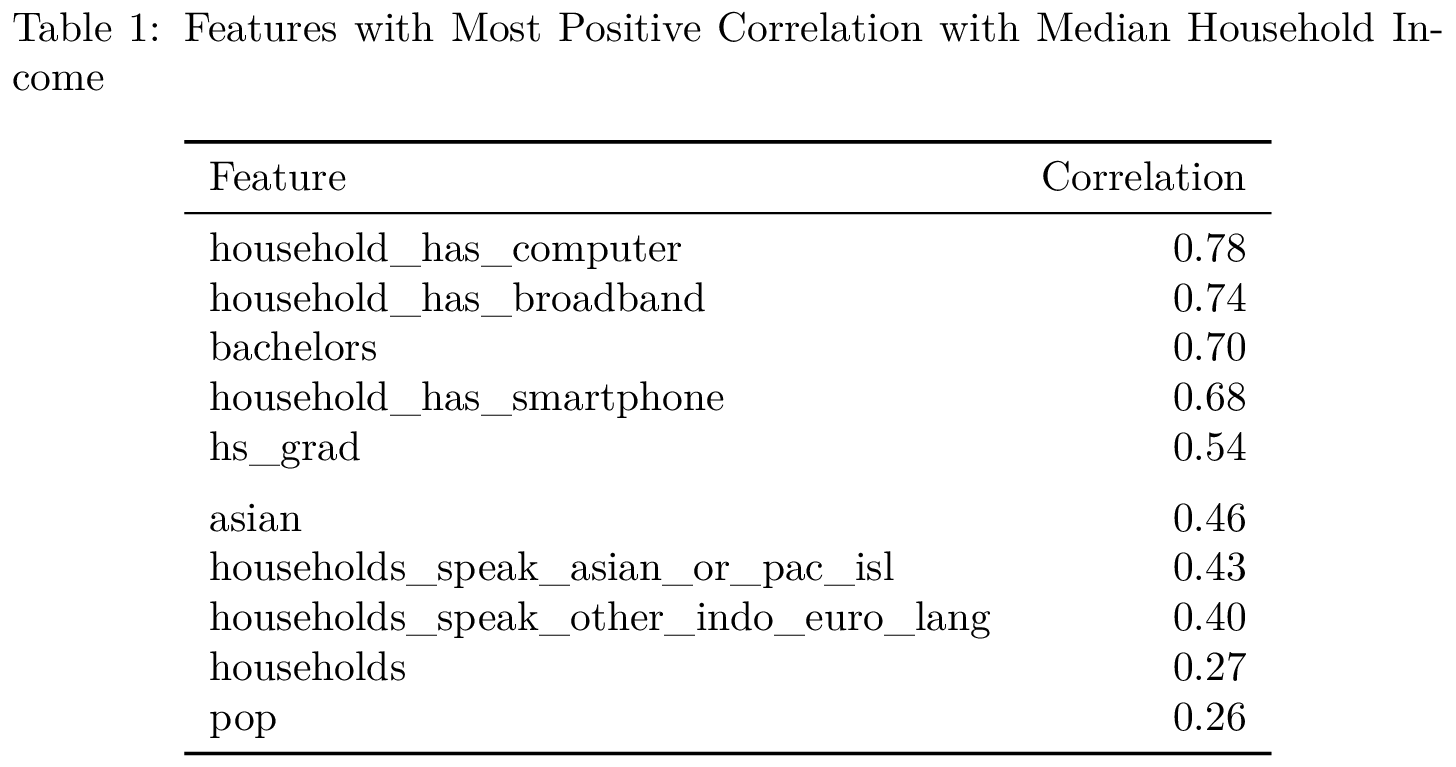 Table 1: Features with Most Positive Correlation with Median Household In-
come
Feature Correlation
household_has_computer 0.78
household_has_broadband 0.74
bachelors 0.70
household_has_smartphone 0.68
hs_grad 0.54
asian 0.46
households_speak_asian_or_pac_isl 0.43
households_speak_other_indo_euro_lang 0.40
households 0.27
pop 0.26